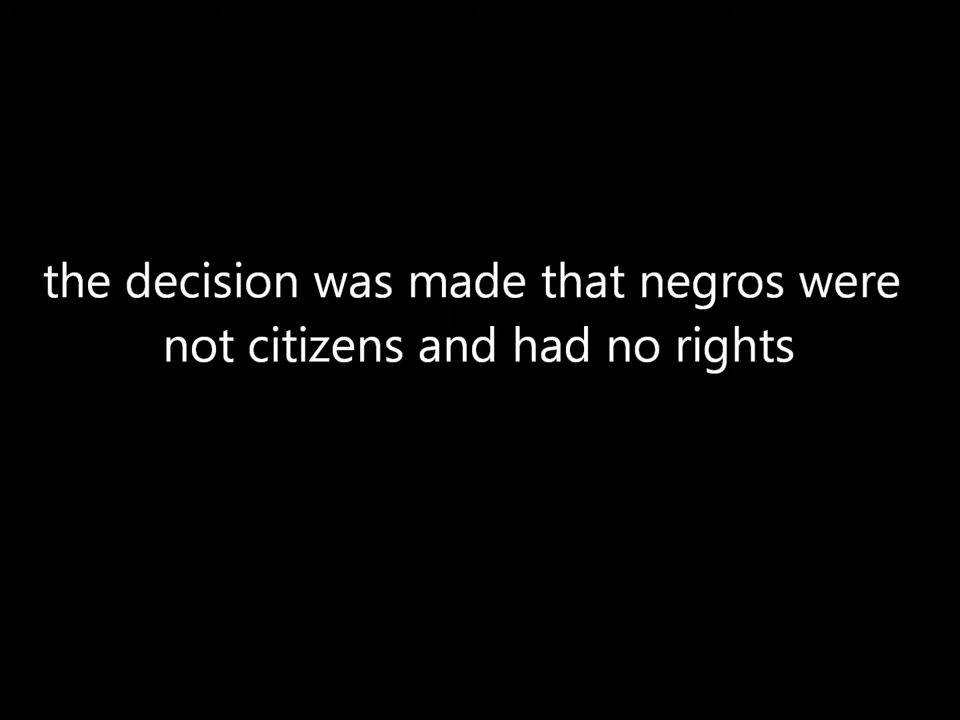 the decision was made that negros were
not citizens and had no rights